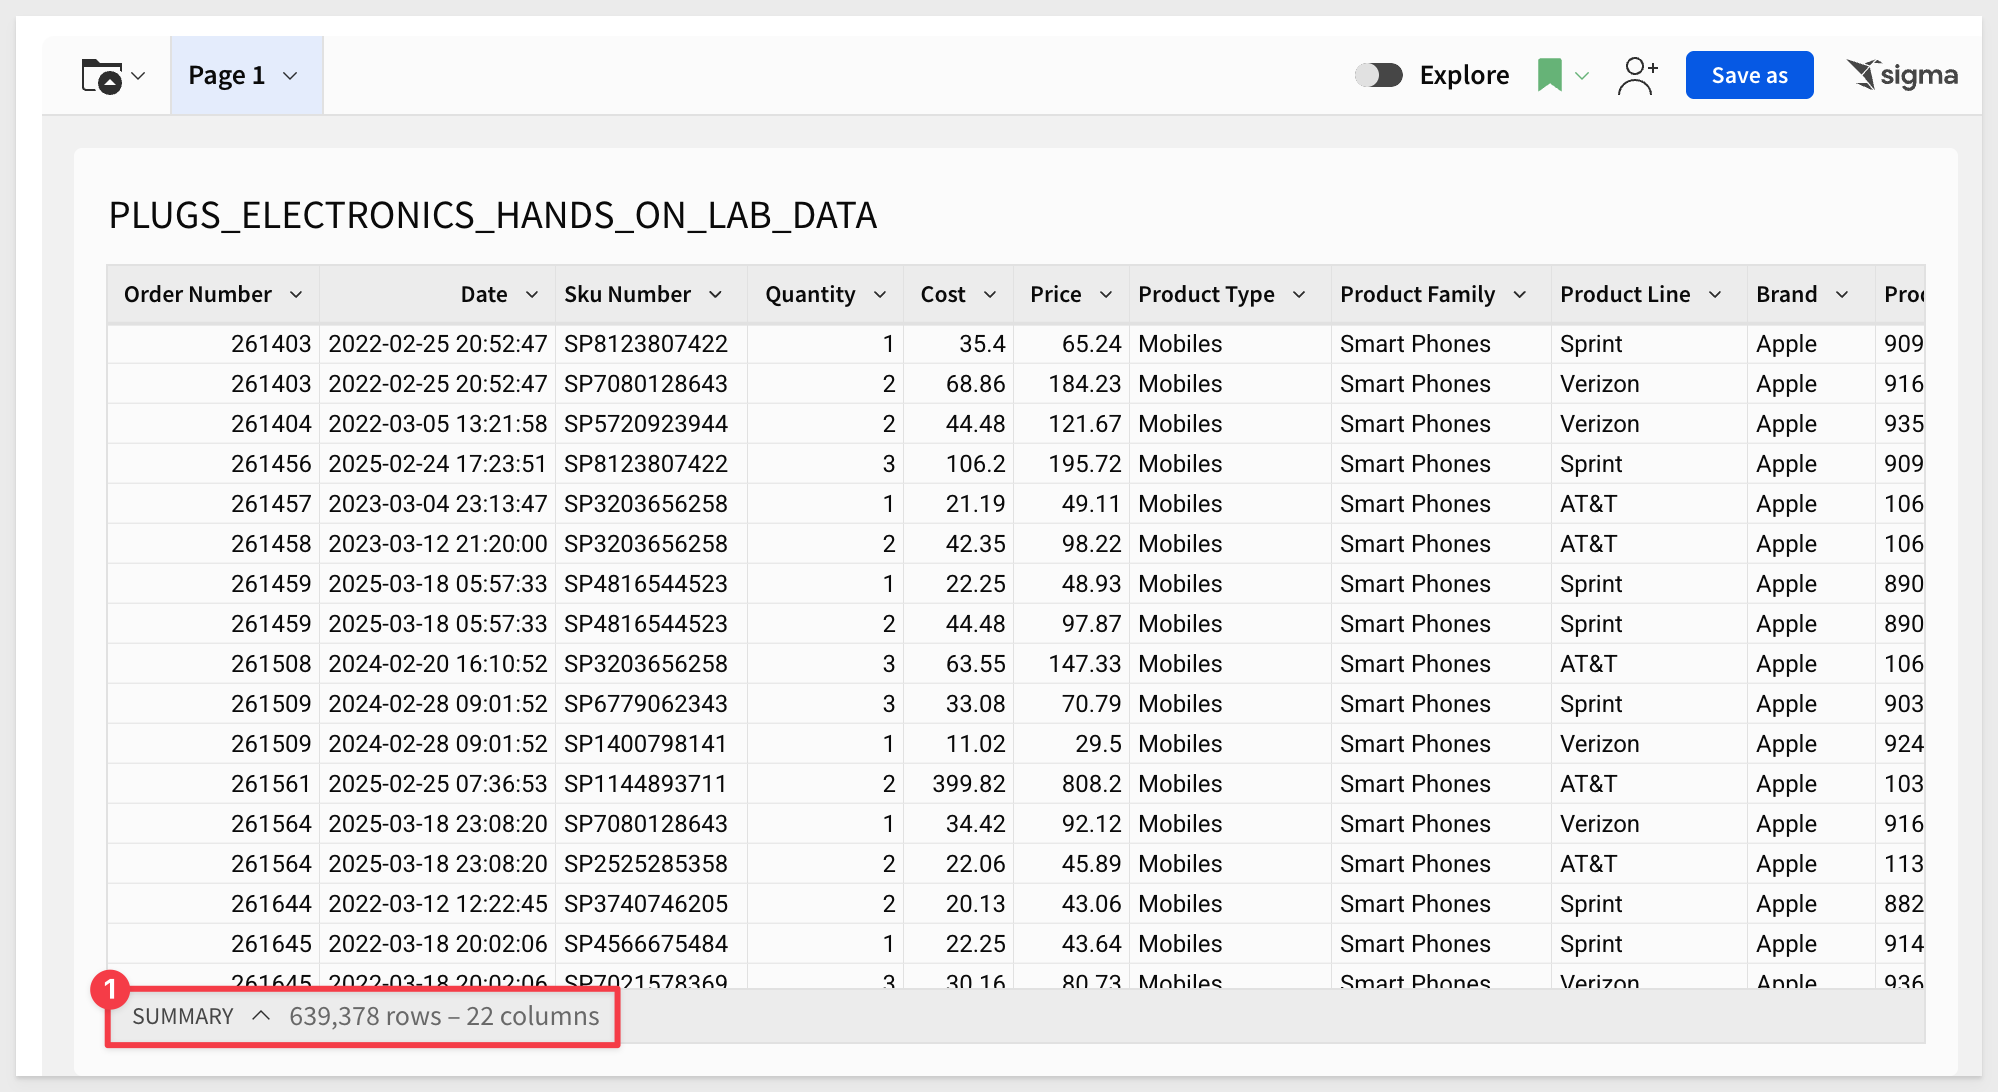 Page 1 Explore Save as sigma
PLUGS_ELECTRONICS_HANDS_ON_LAB_DATA
Order Number Date Sku Number Quantity Cost Price Product Type Product Family Product Line Brand Proc
261403 2022-02-25 20:52:47 SP8123807422 1 35.4 65.24 Mobiles Smart Phones Sprint Apple 909
261403 2022-02-25 20:52:47 SP7080128643 2 68.86 184.23 Mobiles Smart Phones Verizon Apple 916
261404 2022-03-05 13:21:58 SP5720923944 2 44.48 121.67 Mobiles Smart Phones Verizon Apple 935
261456 2025-02-24 17:23:51 SP8123807422 3 106.2 195.72 Mobiles Smart Phones Sprint Apple 909
261457 2023-03-04 23:13:47 SP3203656258 1 21.19 49.11 Mobiles Smart Phones AT&T Apple 106
261458 2023-03-12 21:20:00 SP3203656258 2 42.35 98.22 Mobiles Smart Phones AT&T Apple 106
261459 2025-03-18 05:57:33 SP4816544523 1 22.25 48.93 Mobiles Smart Phones Sprint Apple 890
261459 2025-03-18 05:57:33 SP4816544523 2 44.48 97.87 Mobiles Smart Phones Sprint Apple 890
261508 2024-02-20 16:10:52 SP3203656258 3 63.55 147.33 Mobiles Smart Phones AT&T Apple 106
261509 2024-02-28 09:01:52 SP6779062343 3 33.08 70.79 Mobiles Smart Phones Sprint Apple 903
261509 2024-02-28 09:01:52 SP1400798141 1 11.02 29.5 Mobiles Smart Phones Verizon Apple 924
261561 2025-02-25 07:36:53 SP1144893711 2 399.82 808.2 Mobiles Smart Phones AT&T Apple 103
261564 2025-03-18 23:08:20 SP7080128643 1 34.42 92.12 Mobiles Smart Phones Verizon Apple 916
261564 2025-03-18 23:08:20 SP2525285358 2 22.06 45.89 Mobiles Smart Phones AT&T Apple 113
261644 2022-03-12 12:22:45 SP3740746205 2 20.13 43.06 Mobiles Smart Phones Sprint Apple 882
261645 2022-03-18 20:02:06 SP4566675484 1 22.25 43.64 Mobiles Smart Phones Sprint Apple 914
261645 2022-03-18 20:02:06 SP7021578369 3 30.16 80.73 Mobiles Smart Phones Verizon Apple 936
1
SUMMARY 639,378 rows – 22 columns